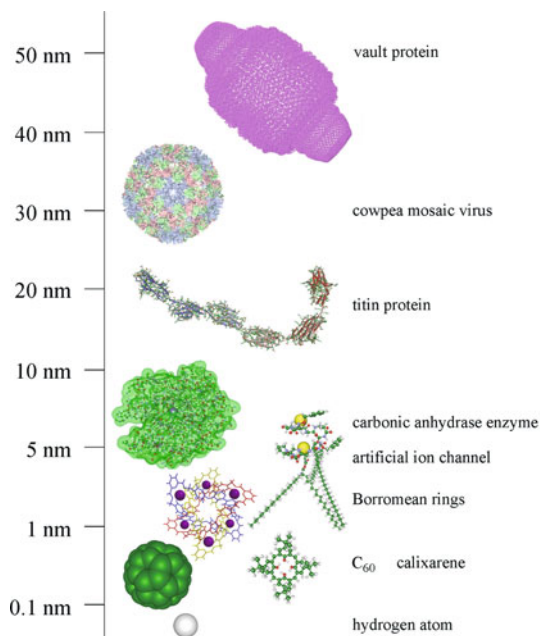 50 nm
vault protein
40 nm
30 nm
cowpea mosaic virus
20 nm
titin protein
10 nm
carbonic anhydrase enzyme
5 nm
artificial ion channel
Borromean rings
1 nm
C60 calixarene
0.1 nm
hydrogen atom